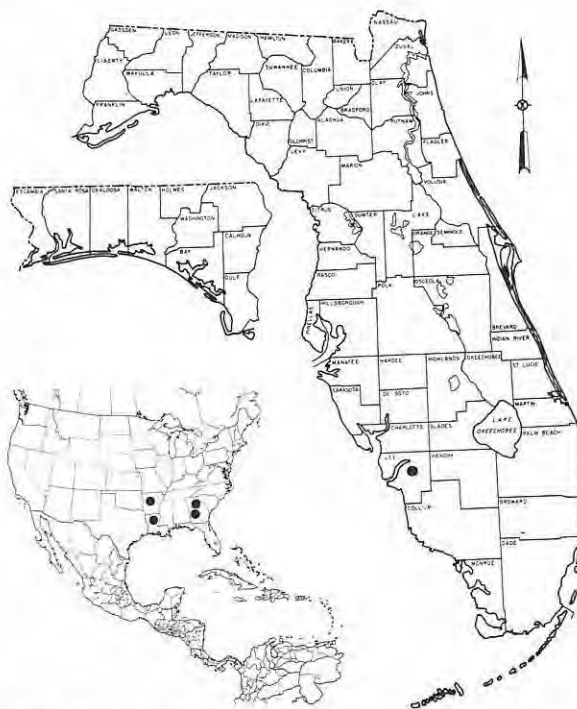 NASSAU
GADSDEN
LEON
JEFFERSON
MADISON
HAMILTON
BAKER
DUVAL
LIBERTY
WAKULLA
TAYLOR
SUWANNEE
COLUMBIA
UNION
CLAY
ST JOHNS
FRANKLIN
LAFAYETTE
BRADFORD
DIXIE
GILCHRIST
ALACHUA
PUTNAM
FLAGLER
LEVY
MARION
VOLUSIA
ESCAMBIA
SANTA ROSA
OKALOOSA
WALTON
HOLMES
JACKSON
WASHINGTON
CALHOUN
BAY
GULF
CITRUS
SUMTER
LAKE
ORANGE
SEMINOLE
HERNANDO
PASCO
POLK
OSCEOLA
HILLSBOROUGH
PINELLAS
BREVARD
INDIAN RIVER
MANATEE
HARDEE
HIGHLANDS
OKEECHOBEE
ST LUCIE
SARASOTA
DE SOTO
MARTIN
CHARLOTTE
GLADES
LAKE
OKEECHOBEE
PALM BEACH
LEE
HENDRY
COLLIER
BROWARD
DADE
MONROE